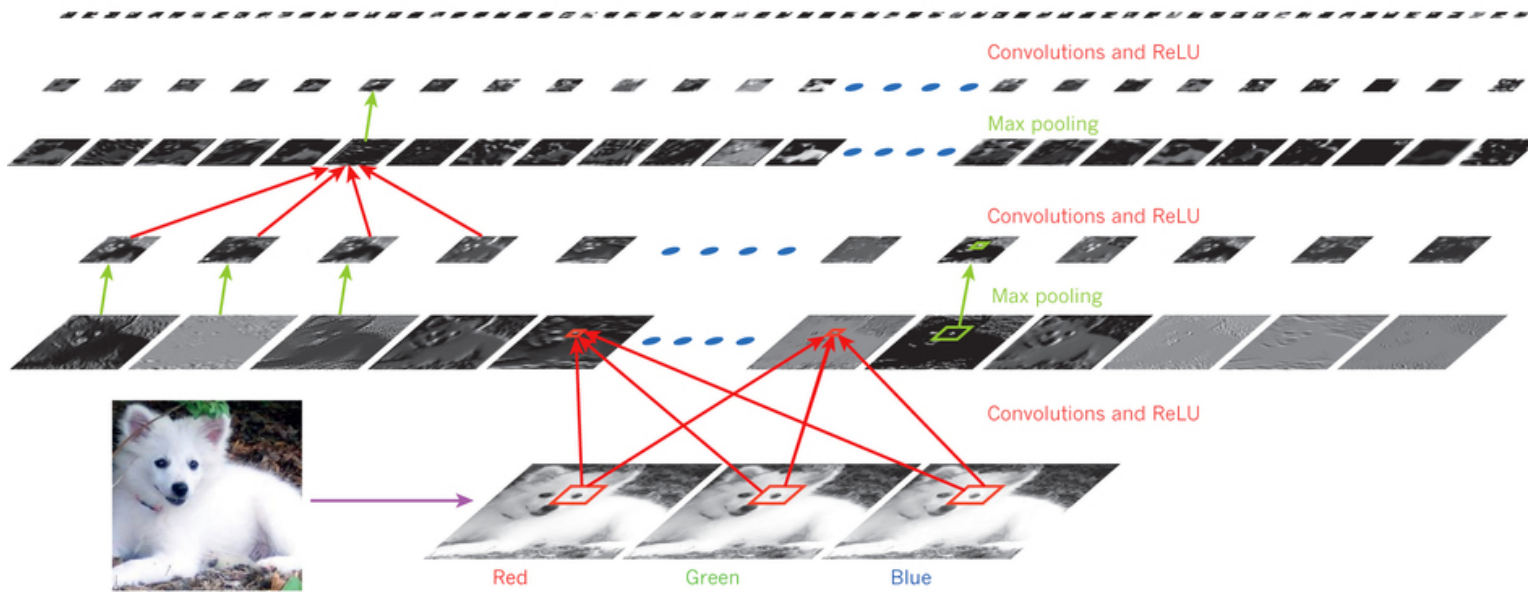 Convolutions and ReLU
Max pooling
Convolutions and ReLU
Max pooling
Convolutions and ReLU
Red
Green
Blue